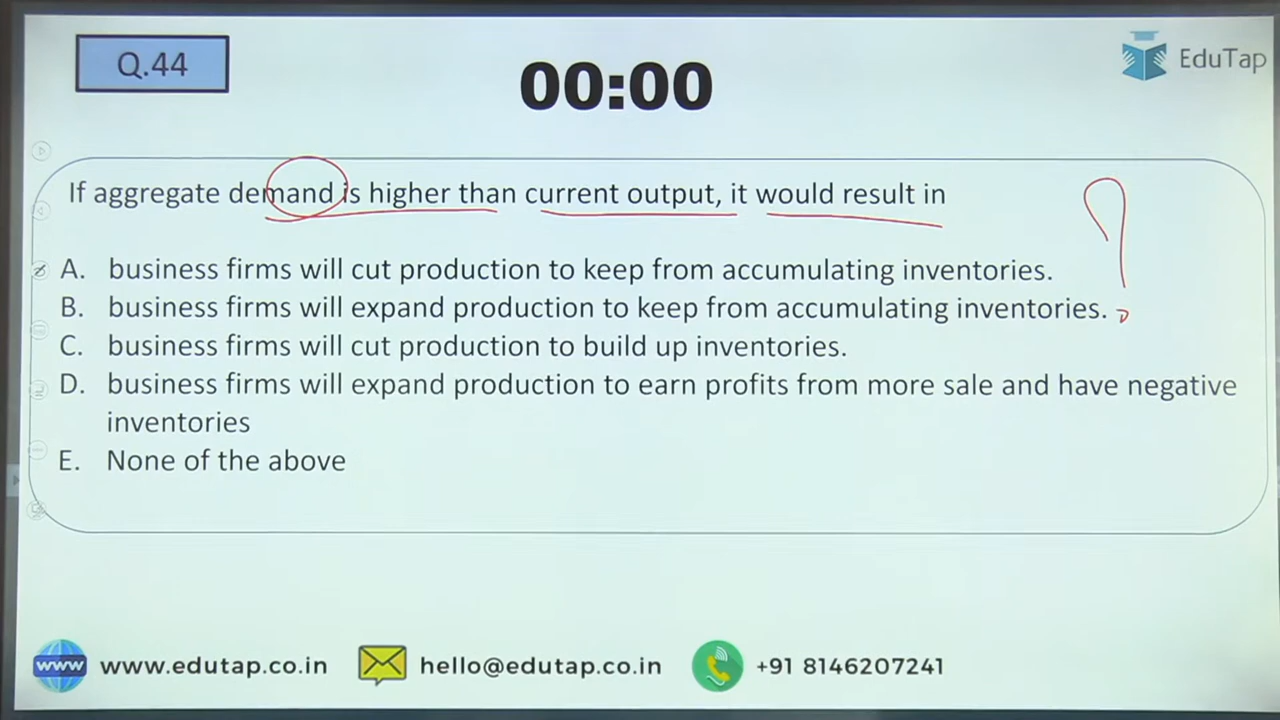 Q.44
00:00
EduTap
If aggregate demand is higher than current output, it would result in
A. business firms will cut production to keep from accumulating inventories.
B. business firms will expand production to keep from accumulating inventories.
C. business firms will cut production to build up inventories.
D. business firms will expand production to earn profits from more sale and have negative
inventories
E. None of the above
www www.edutap.co.in hello@edutap.co.in +91 8146207241